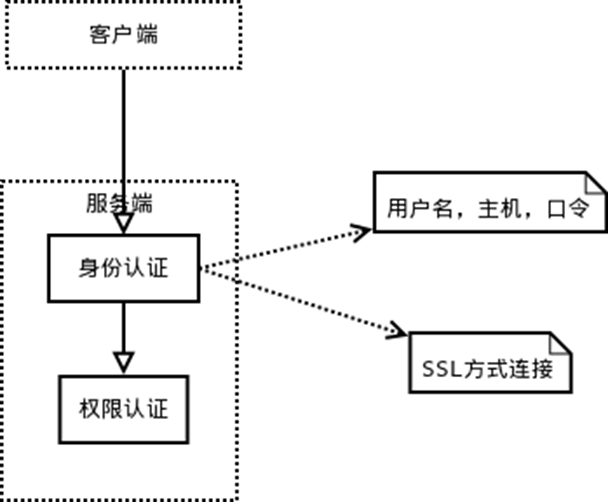 客户端
服务端
用户名，主机，口令
身份认证
SSL方式连接
权限认证